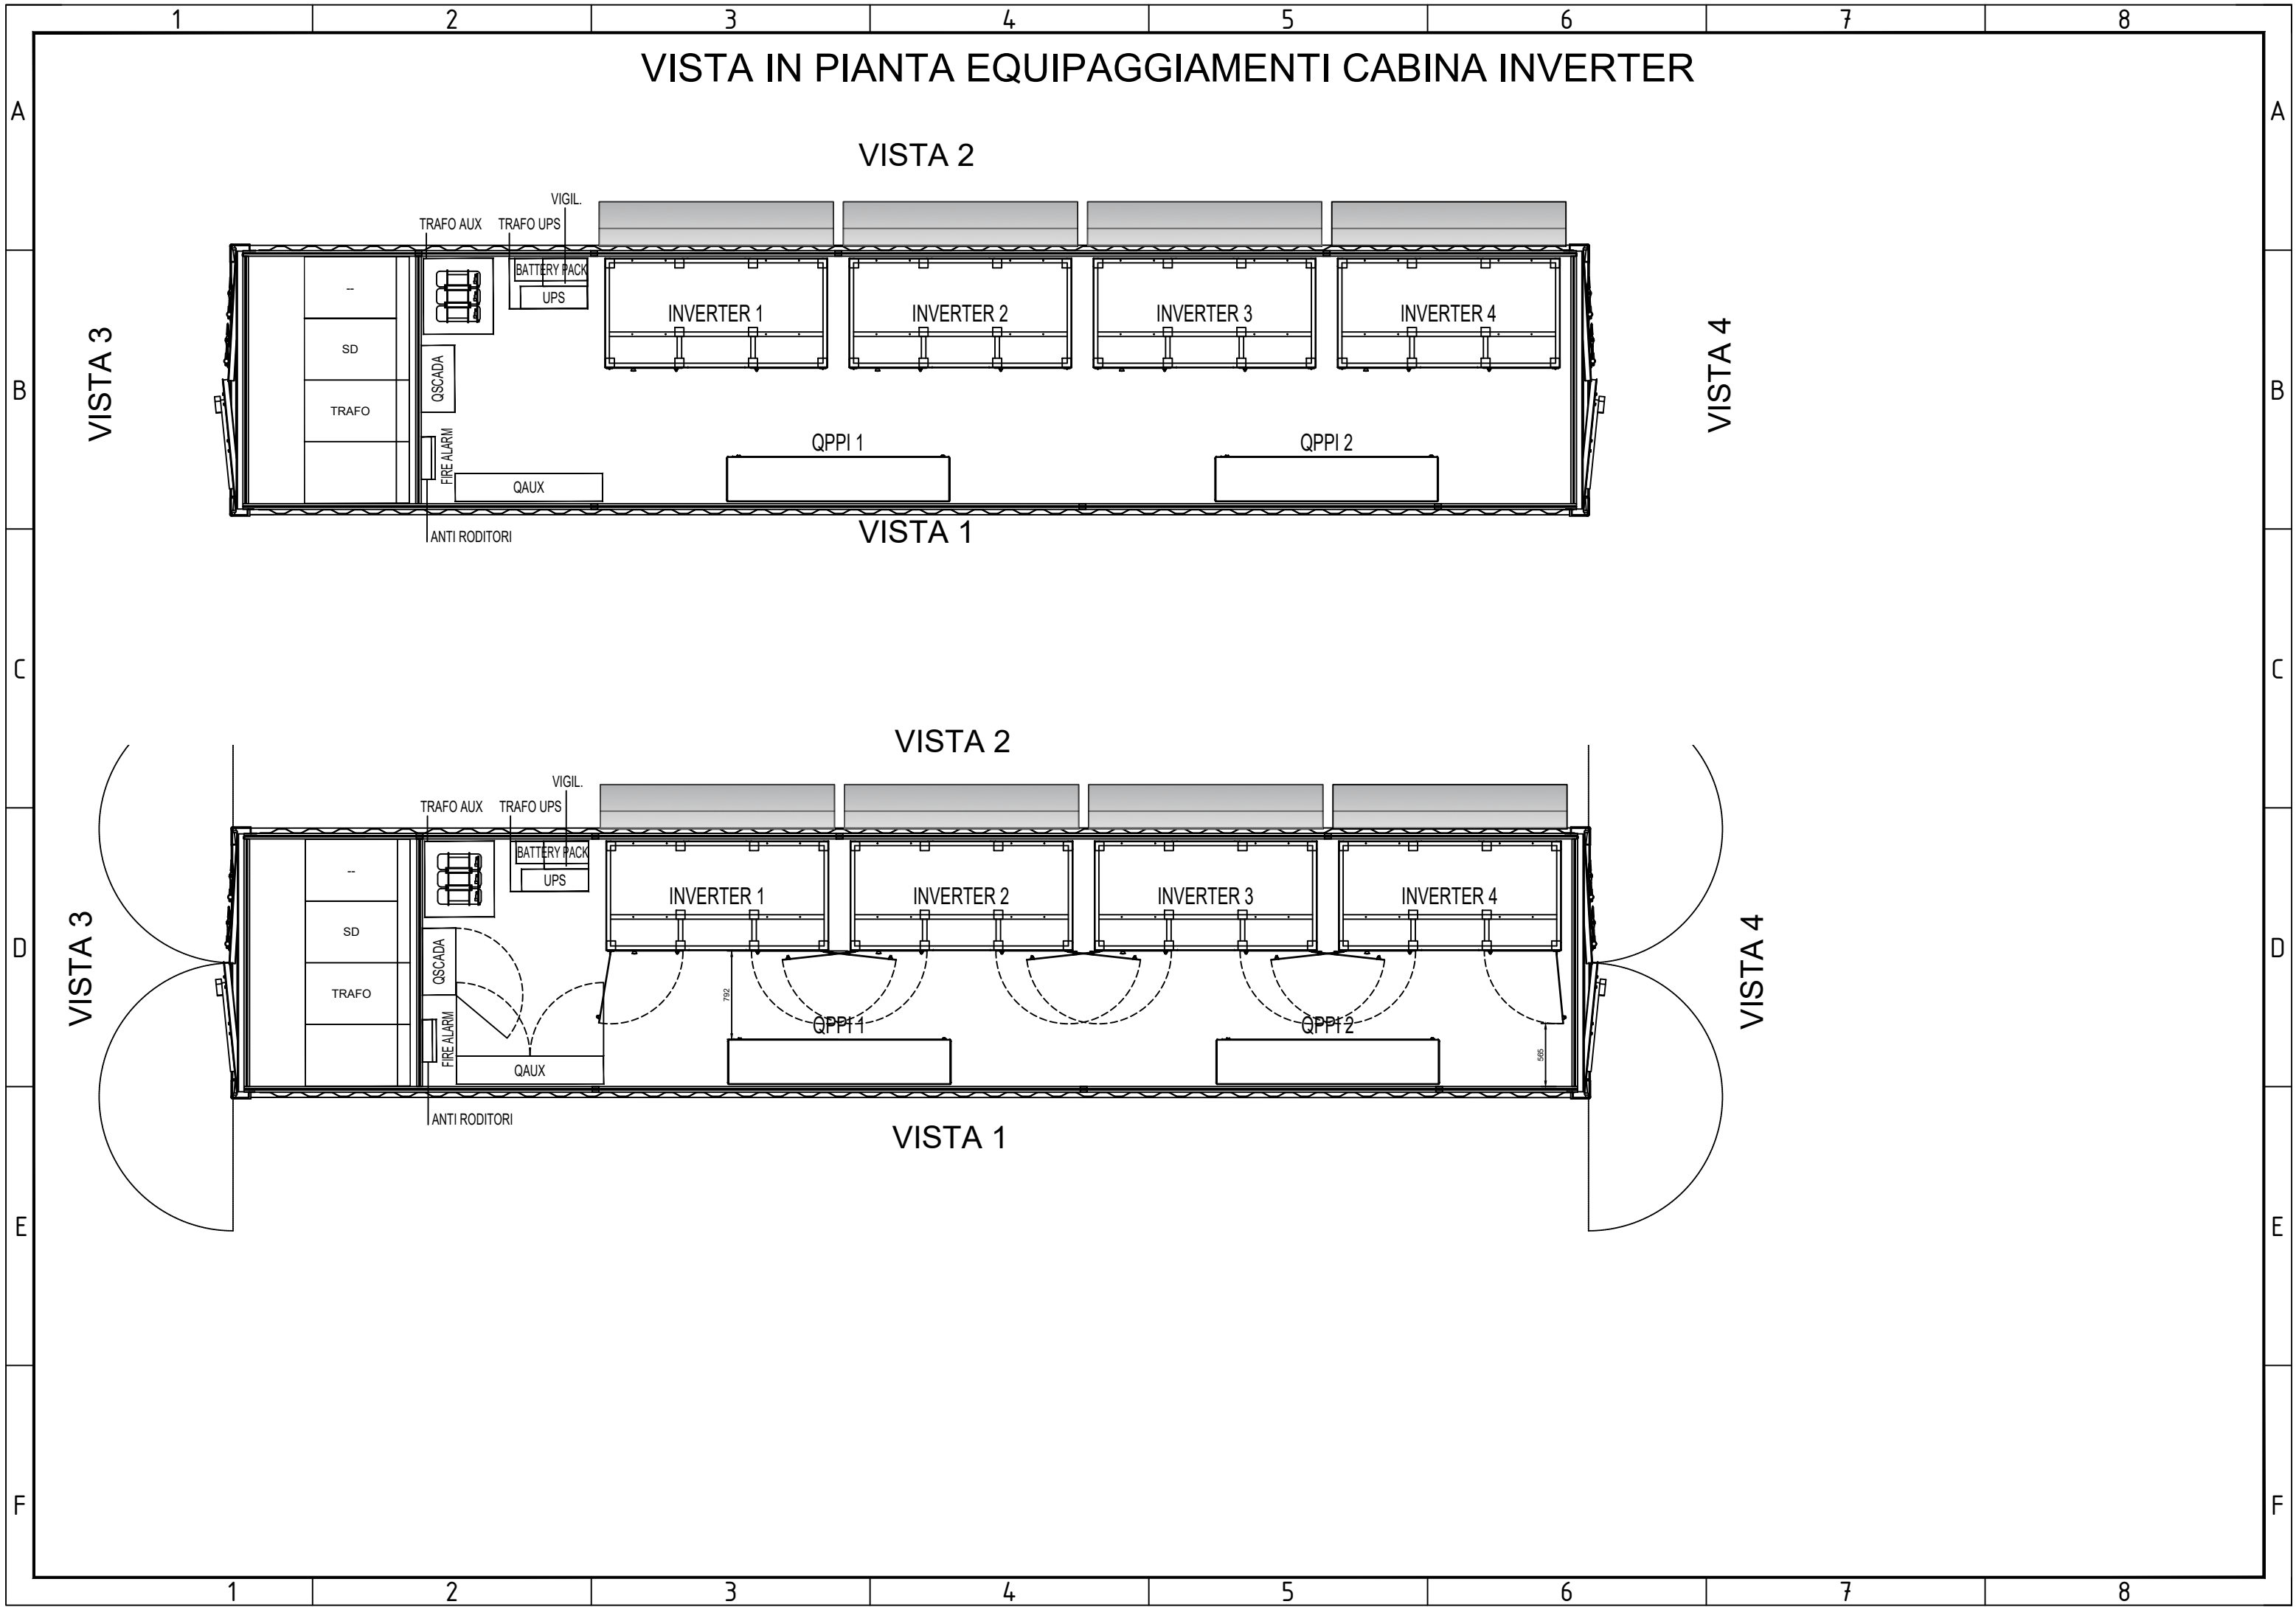 1 2 3 4 5 6 7 8
VISTA IN PIANTA EQUIPAGGIAMENTI CABINA INVERTER
A A
VISTA 2
VIGIL.
TRAFO AUX TRAFO UPS
BATTERY PACK
--
UPS
INVERTER 1 INVERTER 2 INVERTER 3 INVERTER 4
SD
VISTA 3
VISTA 4
QSCADA
B B
TRAFO
FIRE ALARM
QPPI 1 QPPI 2
QAUX
ANTI RODITORI
VISTA 1
C C
VISTA 2
VIGIL.
TRAFO AUX TRAFO UPS
BATTERY PACK
--
UPS
INVERTER 1 INVERTER 2 INVERTER 3 INVERTER 4
SD
VISTA 3
VISTA 4
QSCADA
D D
TRAFO
792
FIRE ALARM
QPPI 1 QPPI 2
565
QAUX
ANTI RODITORI
VISTA 1
E E
F F
1 2 3 4 5 6 7 8